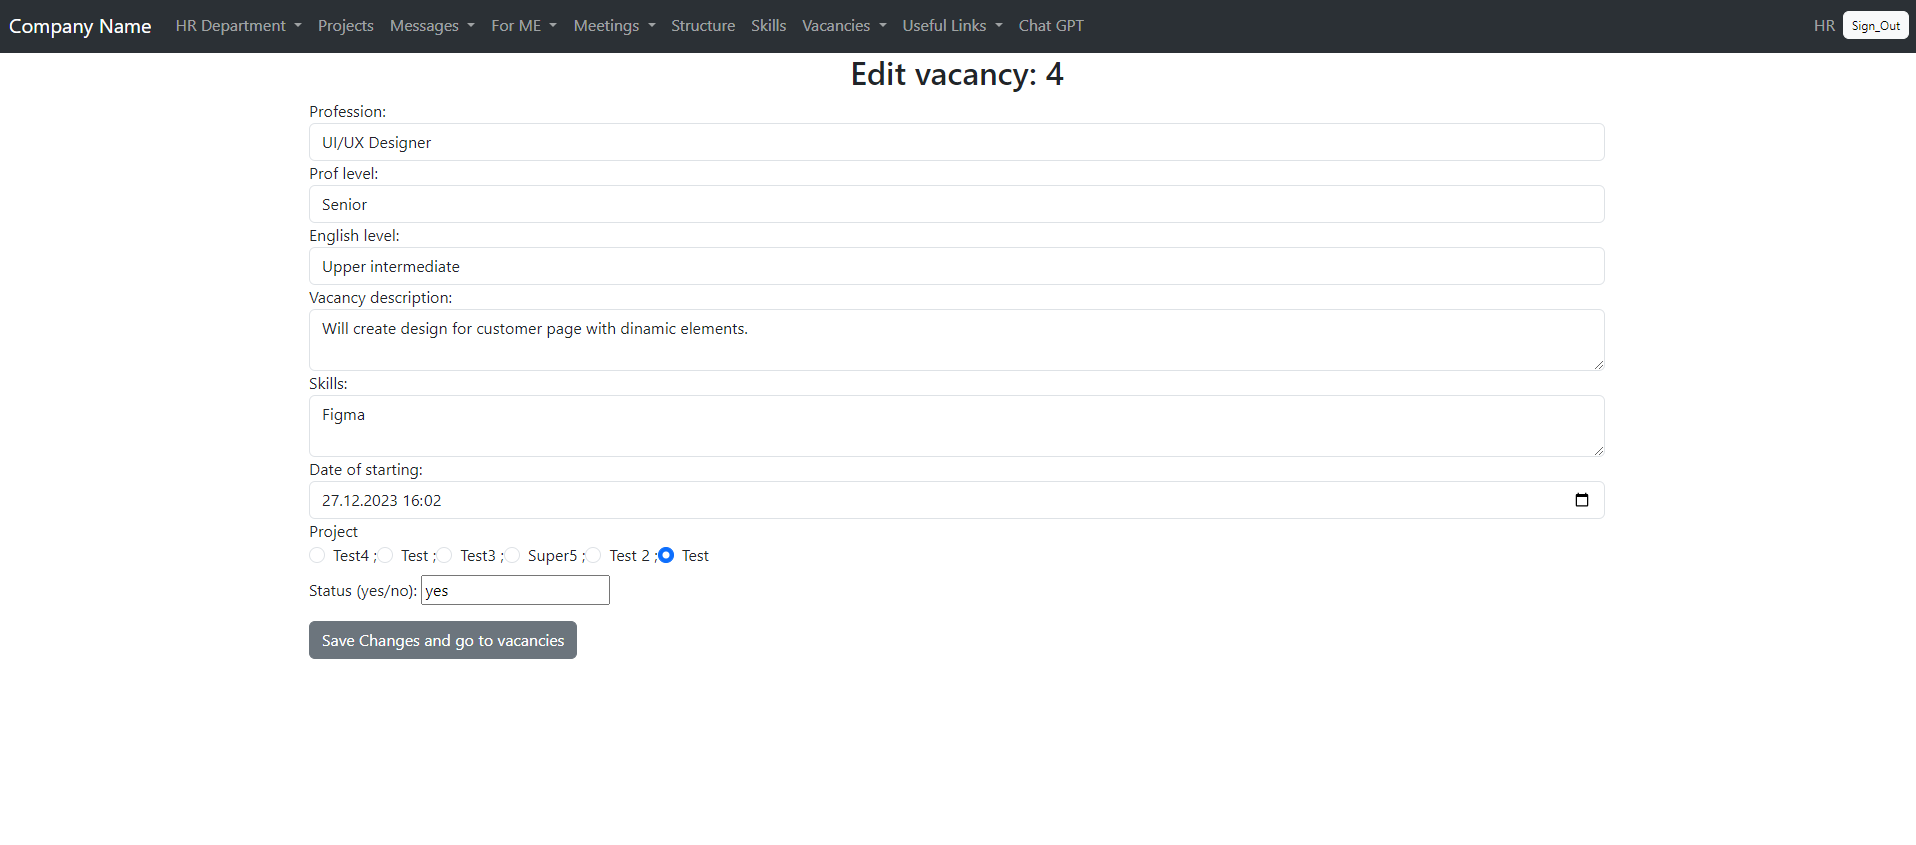 Company Name HR Department Projects Messages For ME Meetings Structure Skills Vacancies Useful Links Chat GPT HR Sign_Out
Edit vacancy: 4
Profession:
UI/UX Designer
Prof level:
Senior
English level:
Upper intermediate
Vacancy description:
Will create design for customer page with dinamic elements.
Skills:
Figma
Date of starting:
27.12.2023 16:02
Project
Test4 ; Test ; Test3 ; Super5 ; Test 2 ; Test
Status (yes/no): yes
Save Changes and go to vacancies